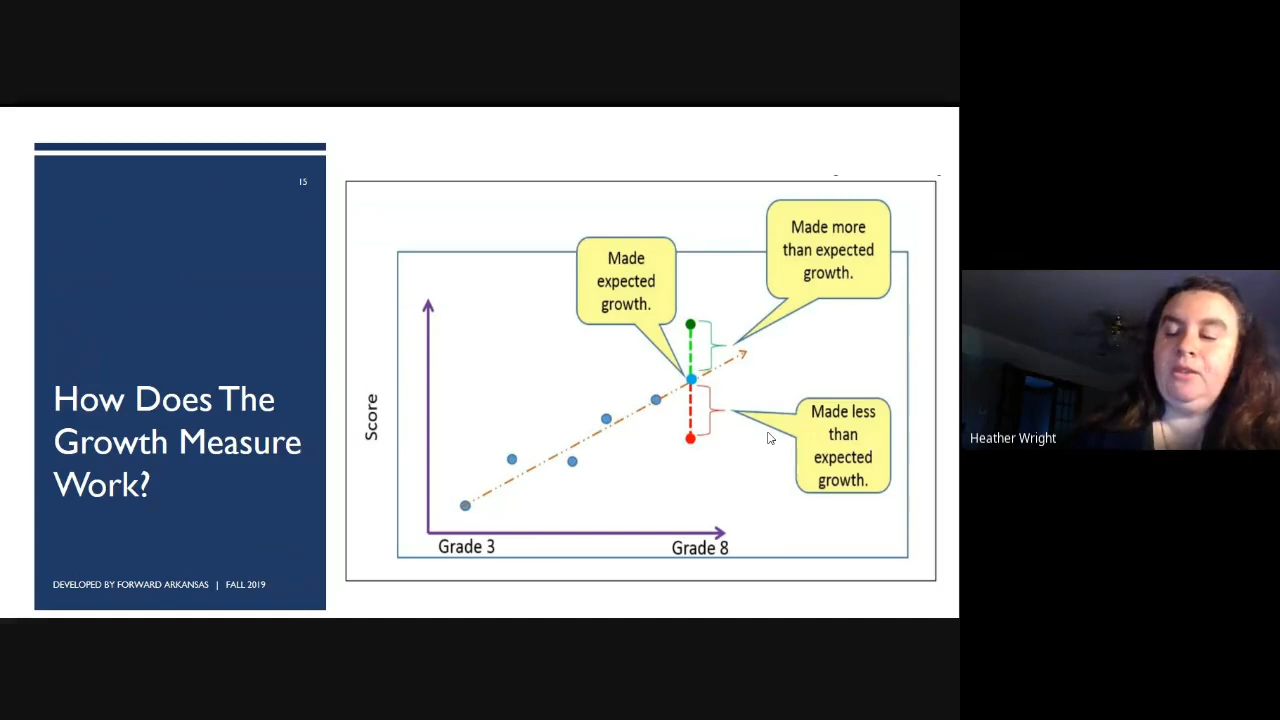 15
How Does The
Growth Measure
Work?
DEVELOPED BY FORWARD ARKANSAS | FALL 2019
Made
expected
growth.
Made more
than expected
growth.
Made less
than
expected
growth.
Score
Grade 3
Grade 8
Heather Wright